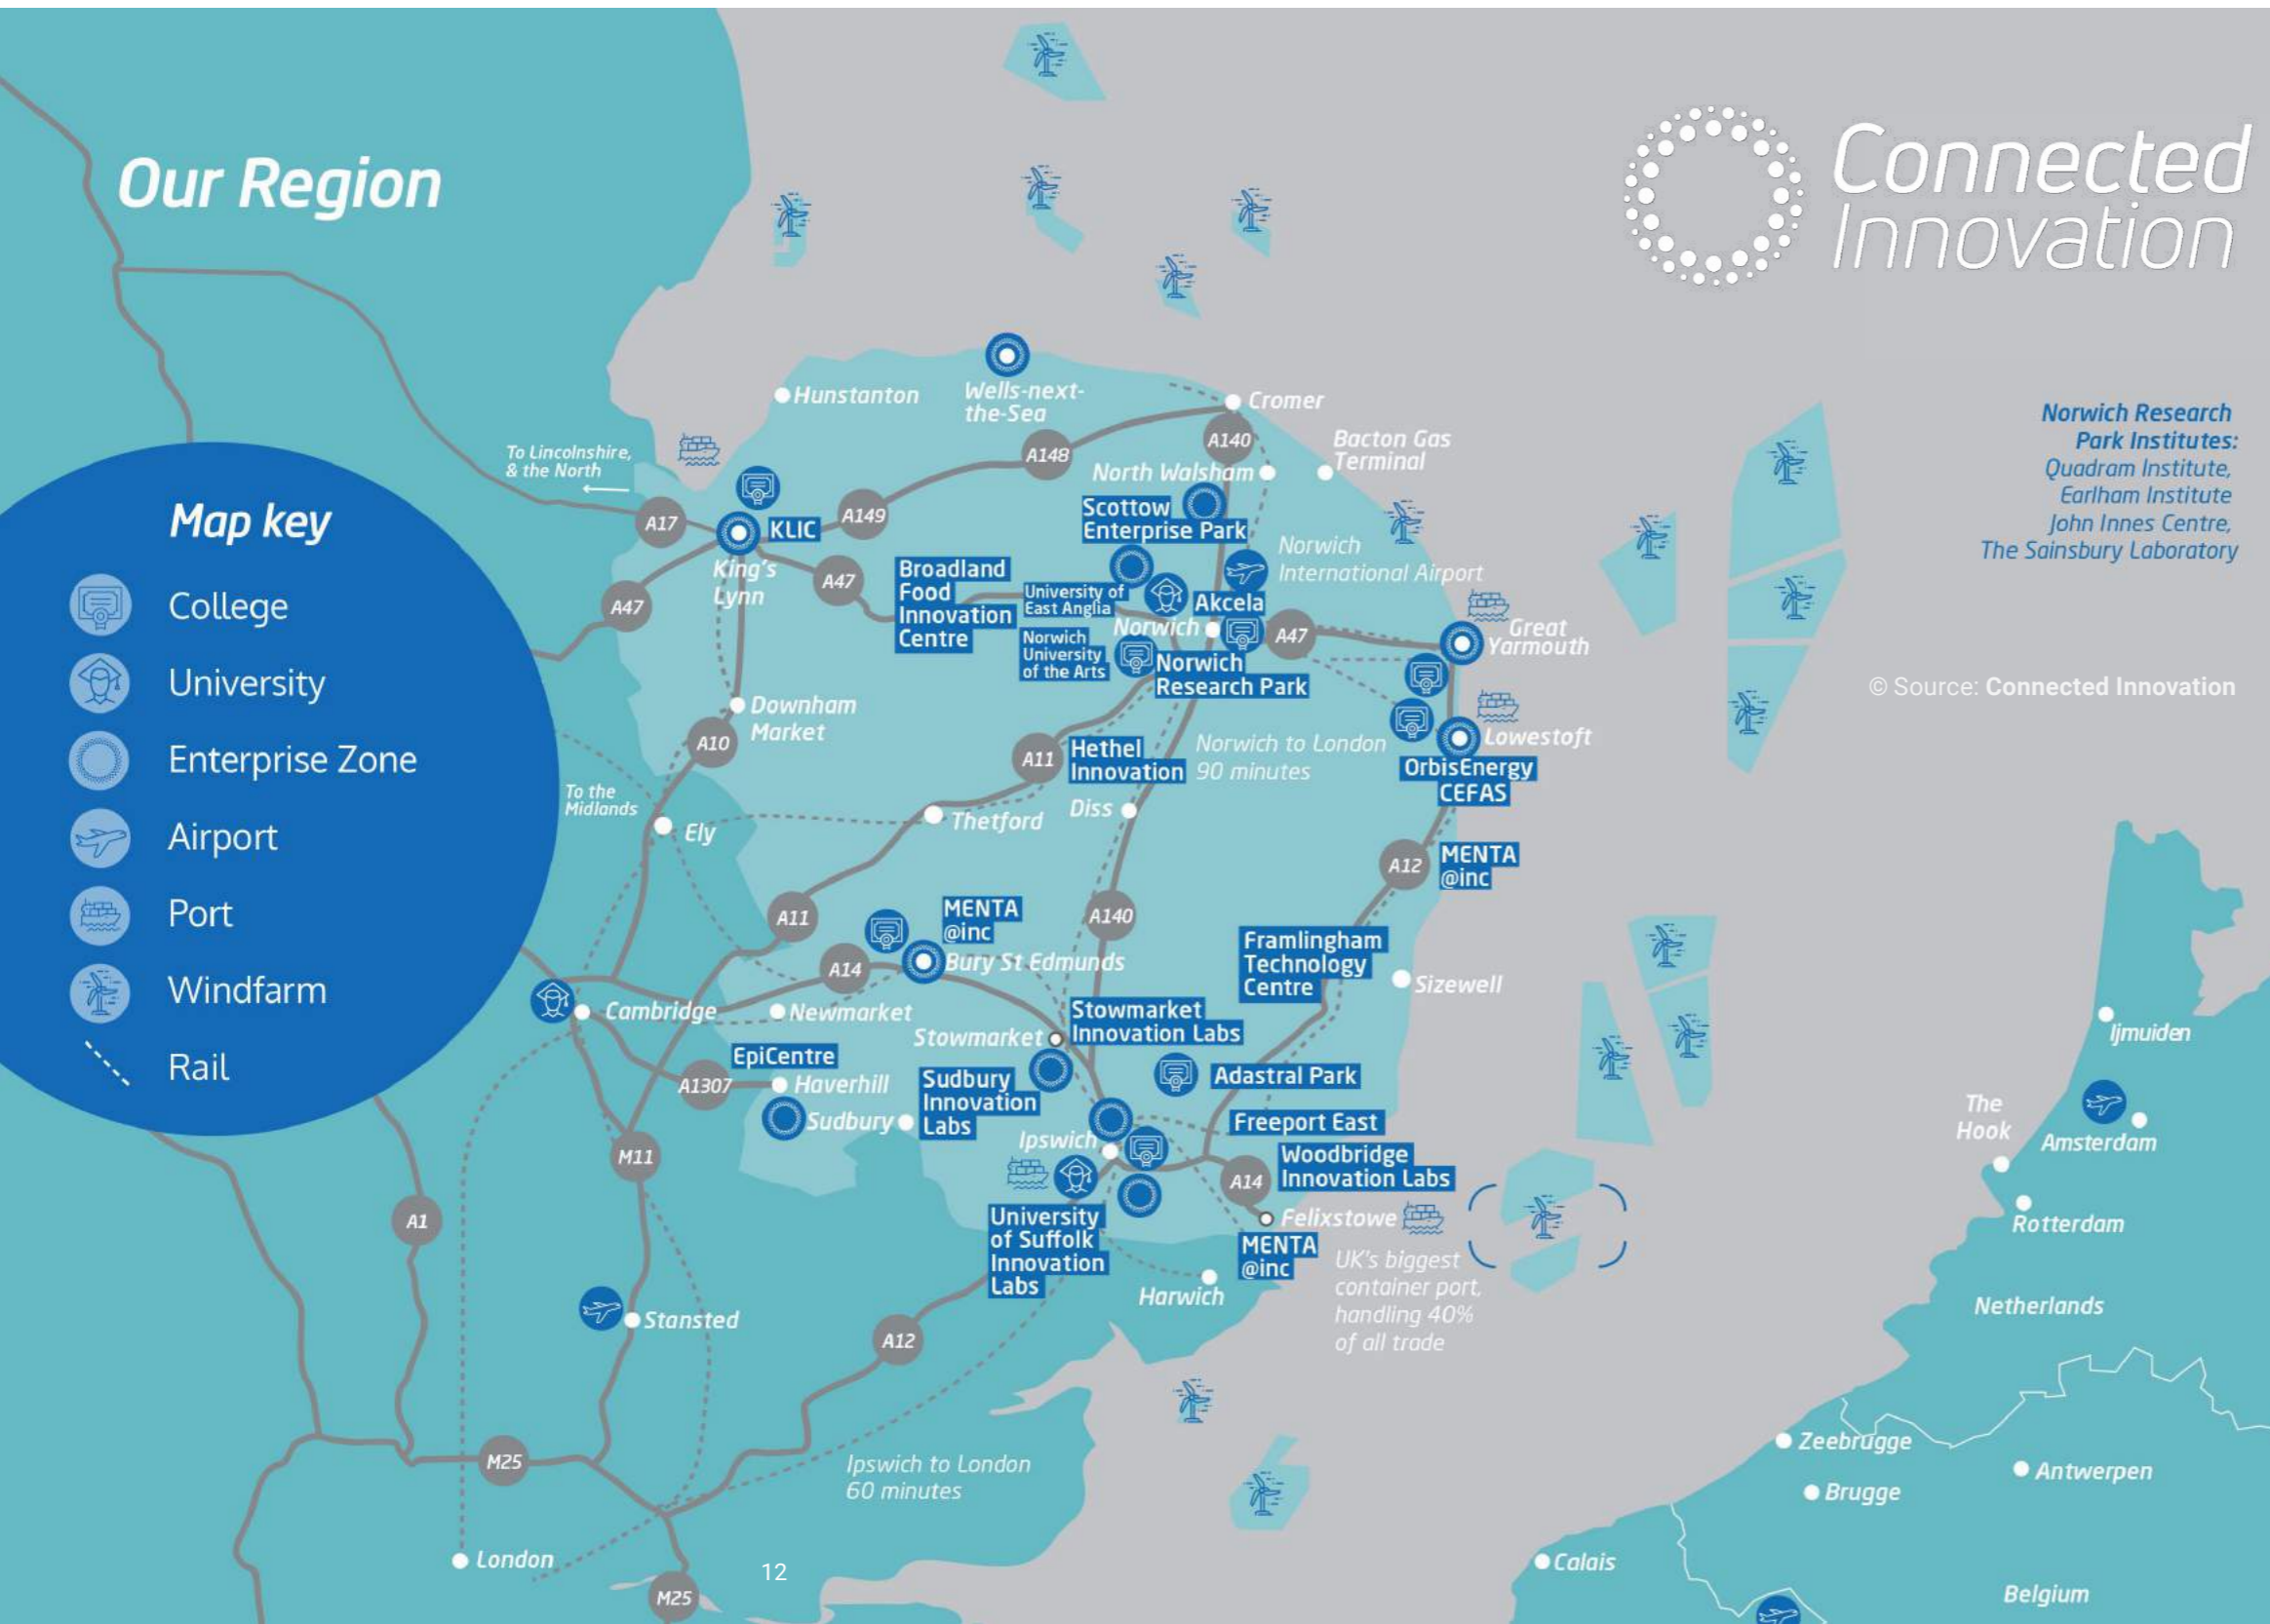 Our Region
Connected
Innovation
Map key
College
University
Enterprise Zone
Airport
Port
Windfarm
Rail
Norwich Research
Park Institutes:
Quadram Institute,
Earlham Institute
John Innes Centre,
The Sainsbury Laboratory
© Source: Connected Innovation
Hunstanton
Wells-next-
the-Sea
Cromer
To Lincolnshire,
& the North
A148
A140
Bacton Gas
Terminal
North Walsham
A17
KLIC
A149
Scottow
Enterprise Park
Norwich
International Airport
King's
Lynn
A47
A47
Broadland
Food
Innovation
Centre
University of
East Anglia
Akcela
Norwich
A47
Great
Yarmouth
Norwich
University
of the Arts
Norwich
Research Park
Downham
Market
A10
A11
Hethel
Innovation
Norwich to London
90 minutes
Lowestoft
OrbisEnergy
CEFAS
To the
Midlands
Ely
Thetford
Diss
A12
MENTA
@inc
A11
MENTA
@inc
A140
A14
Bury St Edmunds
Framlingham
Technology
Centre
Sizewell
Cambridge
Newmarket
Stowmarket
Stowmarket
Innovation Labs
EpiCentre
A1307
Haverhill
Sudbury
Sudbury
Innovation
Labs
Adastral Park
Freeport East
Ipswich
Woodbridge
Innovation Labs
A14
M11
A1
University
of Suffolk
Innovation
Labs
Felixstowe
MENTA
@inc
UK's biggest
container port,
handling 40%
of all trade
Harwich
Stansted
A12
M25
Ipswich to London
60 minutes
London
12
M25
Ijmuiden
The
Hook
Amsterdam
Rotterdam
Netherlands
Zeebrugge
Antwerpen
Brugge
Calais
Belgium